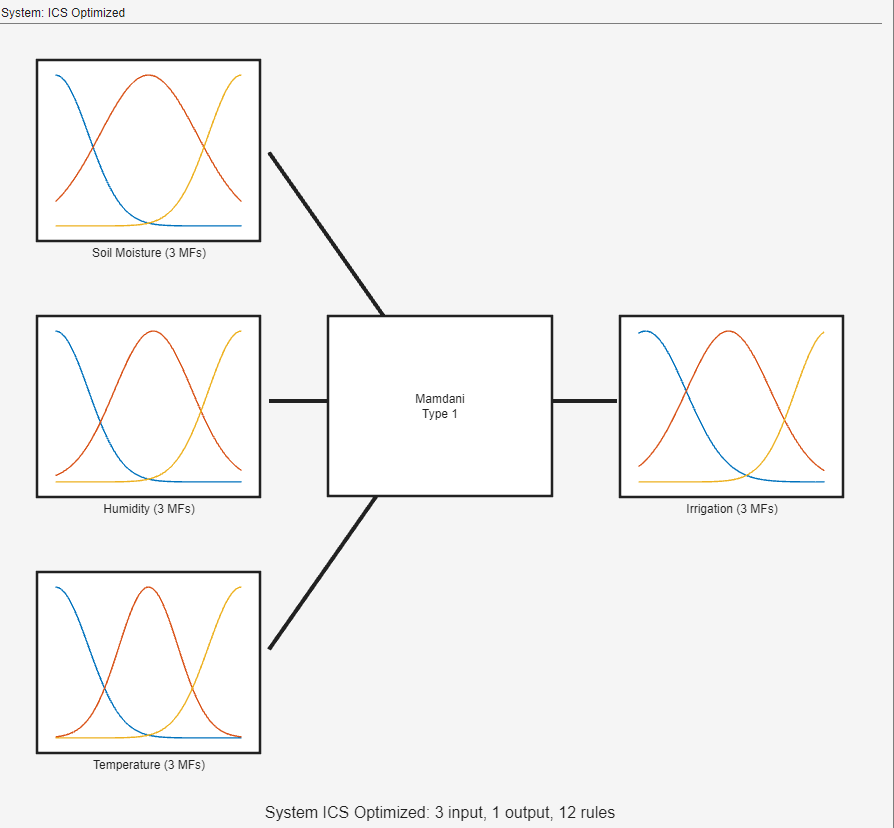 System: ICS Optimized
Soil Moisture (3 MFs)
Humidity (3 MFs)
Mamdani
Type 1
Irrigation (3 MFs)
Temperature (3 MFs)
System ICS Optimized: 3 input, 1 output, 12 rules